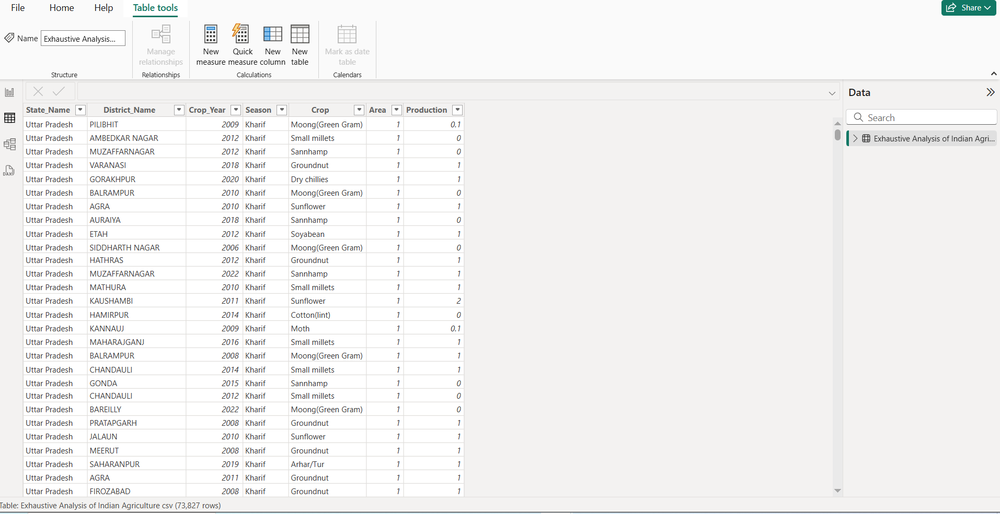 File Home Help Table tools Share
Name Exhaustive Analysis...
Manage relationships
New measure
Quick measure
New column
New table
Mark as date table
Structure Relationships Calculations Calendars
Data
Search
Exhaustive Analysis of Indian Agri...
DAX
State_Name District_Name Crop_Year Season Crop Area Production
Uttar Pradesh PILIBHIT 2009 Kharif Moong(Green Gram) 1 0.1
Uttar Pradesh AMBEDKAR NAGAR 2012 Kharif Small millets 1 0
Uttar Pradesh MUZAFFARNAGAR 2012 Kharif Sannhamp 1 0
Uttar Pradesh VARANASI 2018 Kharif Groundnut 1 1
Uttar Pradesh GORAKHPUR 2020 Kharif Dry chillies 1 1
Uttar Pradesh BALRAMPUR 2010 Kharif Moong(Green Gram) 1 0
Uttar Pradesh AGRA 2010 Kharif Sunflower 1 1
Uttar Pradesh AURAIYA 2018 Kharif Sannhamp 1 0
Uttar Pradesh ETAH 2012 Kharif Soyabean 1 1
Uttar Pradesh SIDDHARTH NAGAR 2006 Kharif Moong(Green Gram) 1 0
Uttar Pradesh HATHRAS 2012 Kharif Groundnut 1 1
Uttar Pradesh MUZAFFARNAGAR 2022 Kharif Sannhamp 1 1
Uttar Pradesh MATHURA 2010 Kharif Small millets 1 1
Uttar Pradesh KAUSHAMBI 2011 Kharif Sunflower 1 2
Uttar Pradesh HAMIRPUR 2014 Kharif Cotton(lint) 1 0
Uttar Pradesh KANNAUJ 2009 Kharif Moth 1 0.1
Uttar Pradesh MAHARAJGANJ 2016 Kharif Small millets 1 1
Uttar Pradesh BALRAMPUR 2008 Kharif Moong(Green Gram) 1 1
Uttar Pradesh CHANDAULI 2014 Kharif Small millets 1 1
Uttar Pradesh GONDA 2015 Kharif Sannhamp 1 0
Uttar Pradesh CHANDAULI 2012 Kharif Small millets 1 0
Uttar Pradesh BAREILLY 2022 Kharif Moong(Green Gram) 1 0
Uttar Pradesh PRATAPGARH 2008 Kharif Groundnut 1 1
Uttar Pradesh JALAUN 2010 Kharif Sunflower 1 1
Uttar Pradesh MEERUT 2008 Kharif Groundnut 1 1
Uttar Pradesh SAHARANPUR 2019 Kharif Arhar/Tur 1 1
Uttar Pradesh AGRA 2011 Kharif Groundnut 1 1
Uttar Pradesh FIROZABAD 2008 Kharif Groundnut 1 1
Table: Exhaustive Analysis of Indian Agriculture csv (73,827 rows)